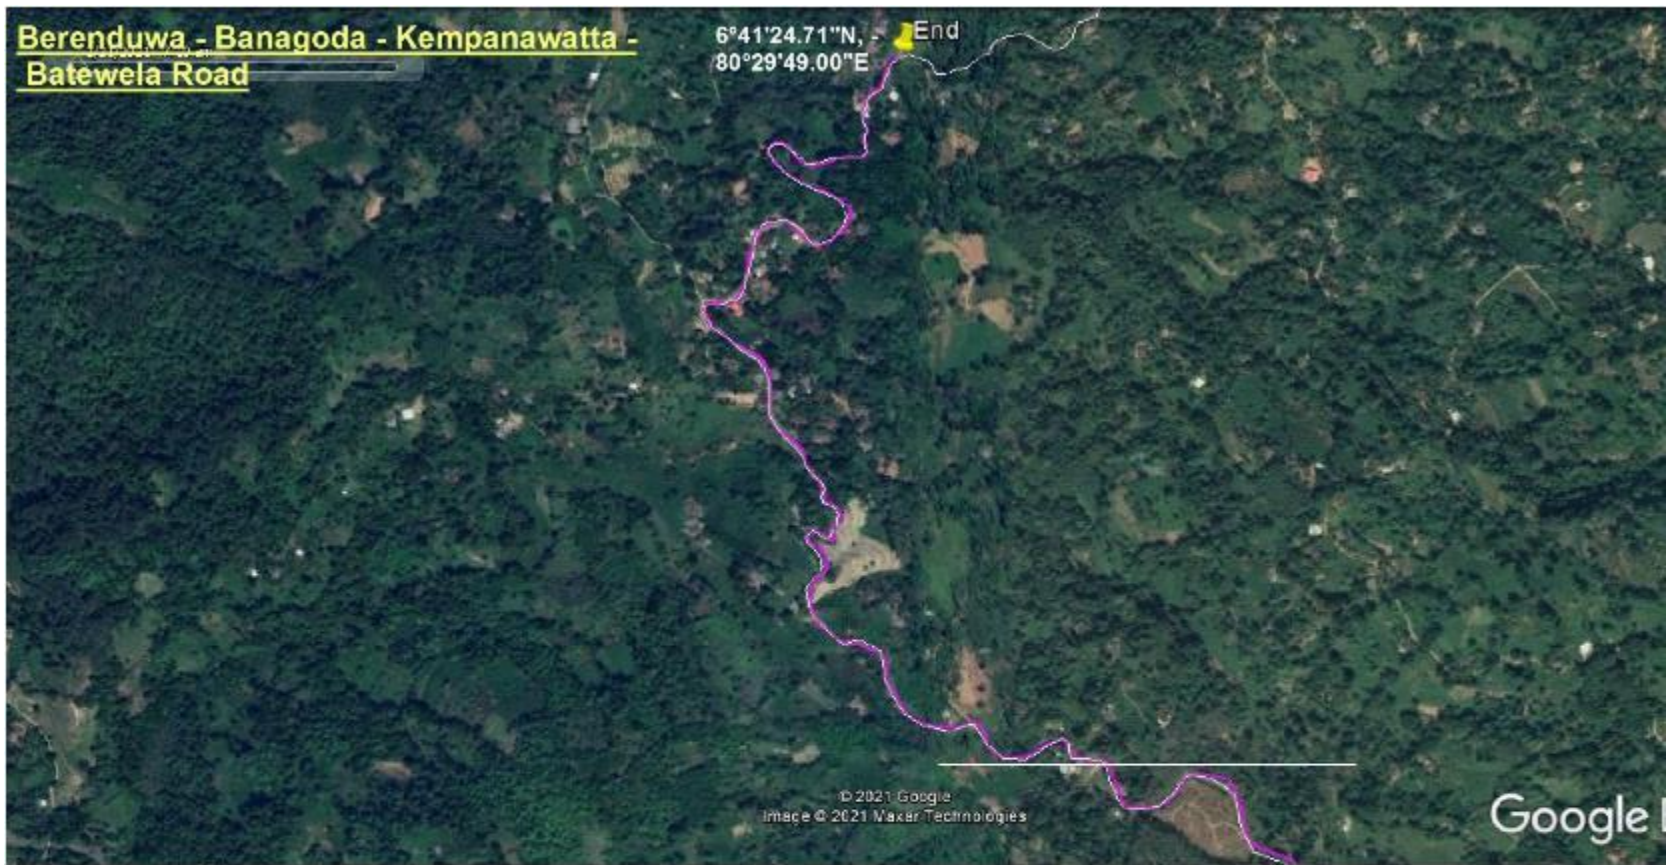 Berenduwa - Banagoda - Kempanawatta -
Batewela Road
6°41'24.71"N, -
80°29'49.00"E
End
© 2021 Google
Image © 2021 Maxar Technologies
Google